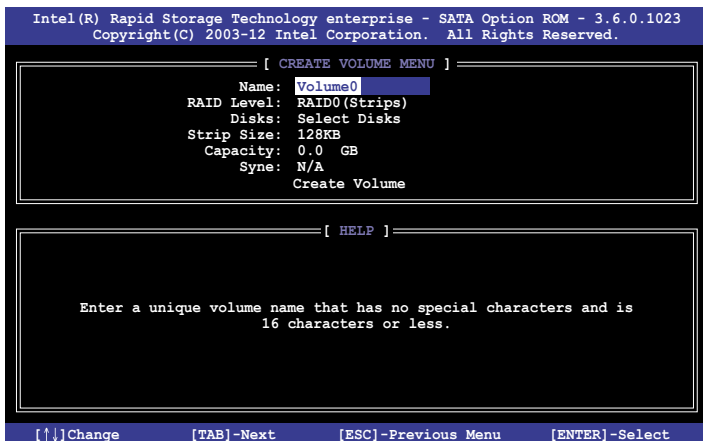 Intel(R) Rapid Storage Technology enterprise - SATA Option ROM - 3.6.0.1023
Copyright(C) 2003-12 Intel Corporation. All Rights Reserved.
[ CREATE VOLUME MENU ]
Name: Volume0
RAID Level: RAID0(Strips)
Disks: Select Disks
Strip Size: 128KB
Capacity: 0.0 GB
Syne: N/A
Create Volume
[ HELP ]
Enter a unique volume name that has no special characters and is
16 characters or less.
[↑↓]Change [TAB]-Next [ESC]-Previous Menu [ENTER]-Select